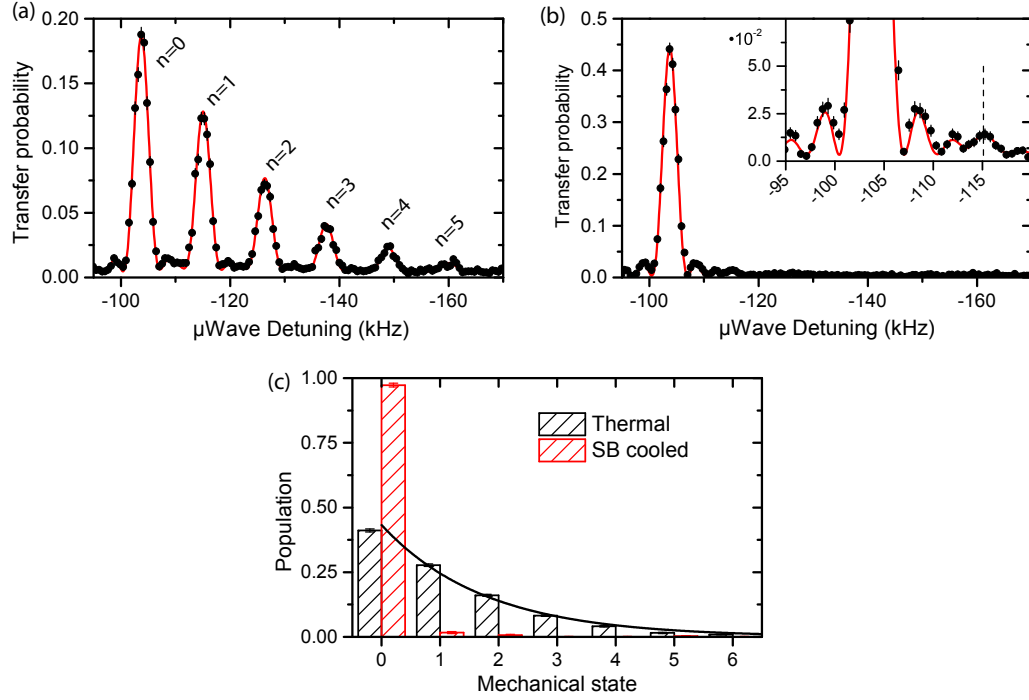 (a)
n=0
n=1
n=2
n=3
n=4
n=5
0.20
0.15
0.10
0.05
0.00
Transfer probability
-100
-120
-140
-160
µWave Detuning (kHz)
(b)
0.5
0.4
0.3
0.2
0.1
0.0
Transfer probability
•10⁻²
5.0
2.5
0.0
-95
-100
-105
-110
-115
-100
-120
-140
-160
µWave Detuning (kHz)
(c)
1.00
0.75
0.50
0.25
0.00
Population
Thermal
SB cooled
0
1
2
3
4
5
6
Mechanical state